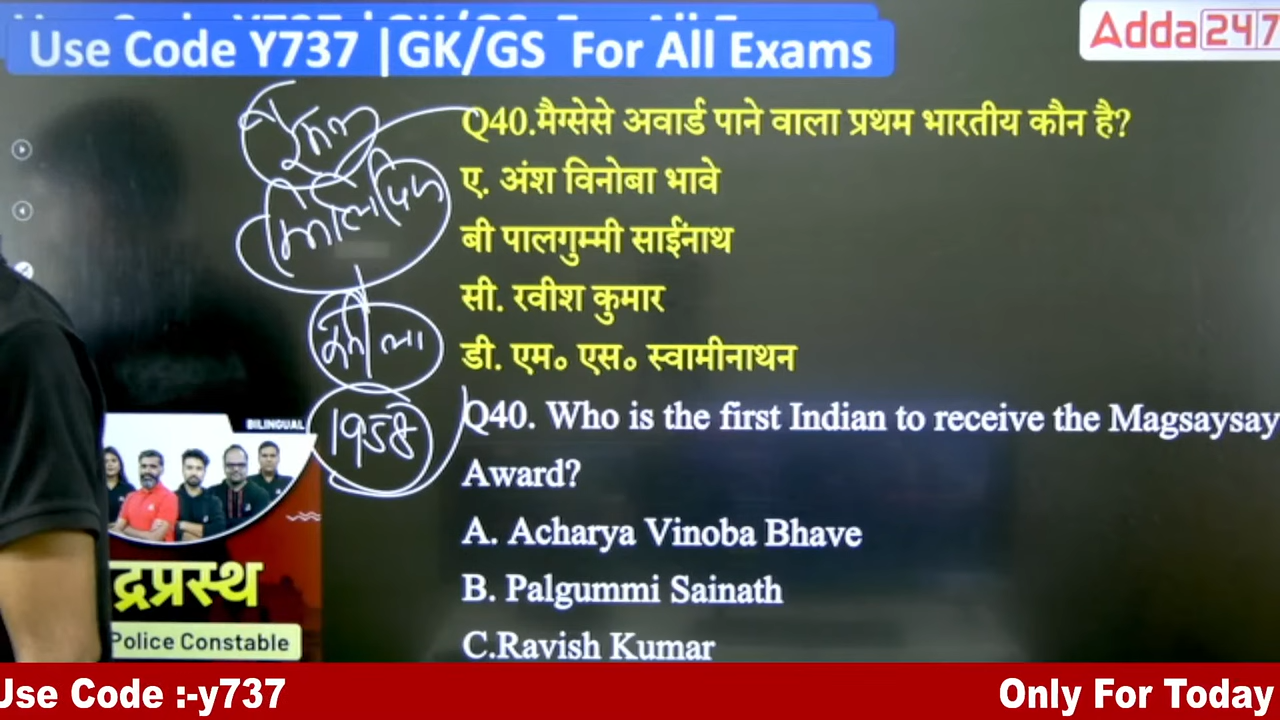 Use Code Y737 |GK/GS For All Exams
Adda247
Q40.मैग्सेसे अवार्ड पाने वाला प्रथम भारतीय कौन है?
ए. अंश विनोबा भावे
बी पालगुम्मी साईनाथ
सी. रवीश कुमार
डी. एम॰ एस॰ स्वामीनाथन
1958
Q40. Who is the first Indian to receive the Magsaysay
Award?
A. Acharya Vinoba Bhave
B. Palgummi Sainath
C.Ravish Kumar
BILINGUAL
द्रप्रस्थ
Police Constable
Use Code :-y737
Only For Today